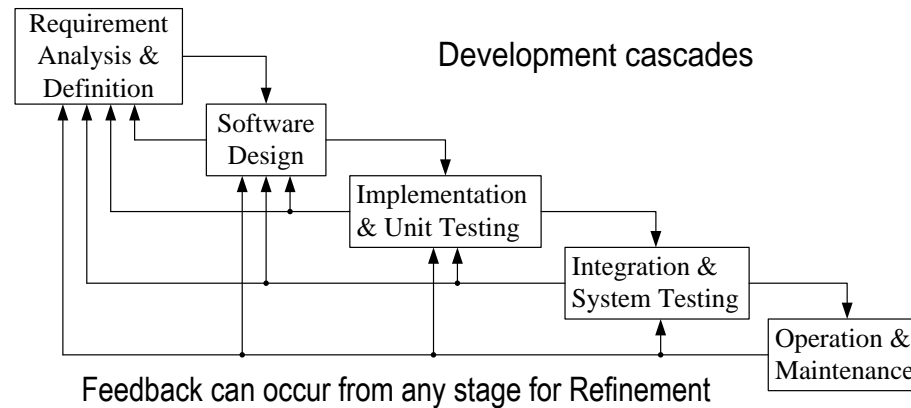 Requirement
Analysis &
Definition
Development cascades
Software
Design
Implementation
& Unit Testing
Integration &
System Testing
Operation &
Maintenance
Feedback can occur from any stage for Refinement